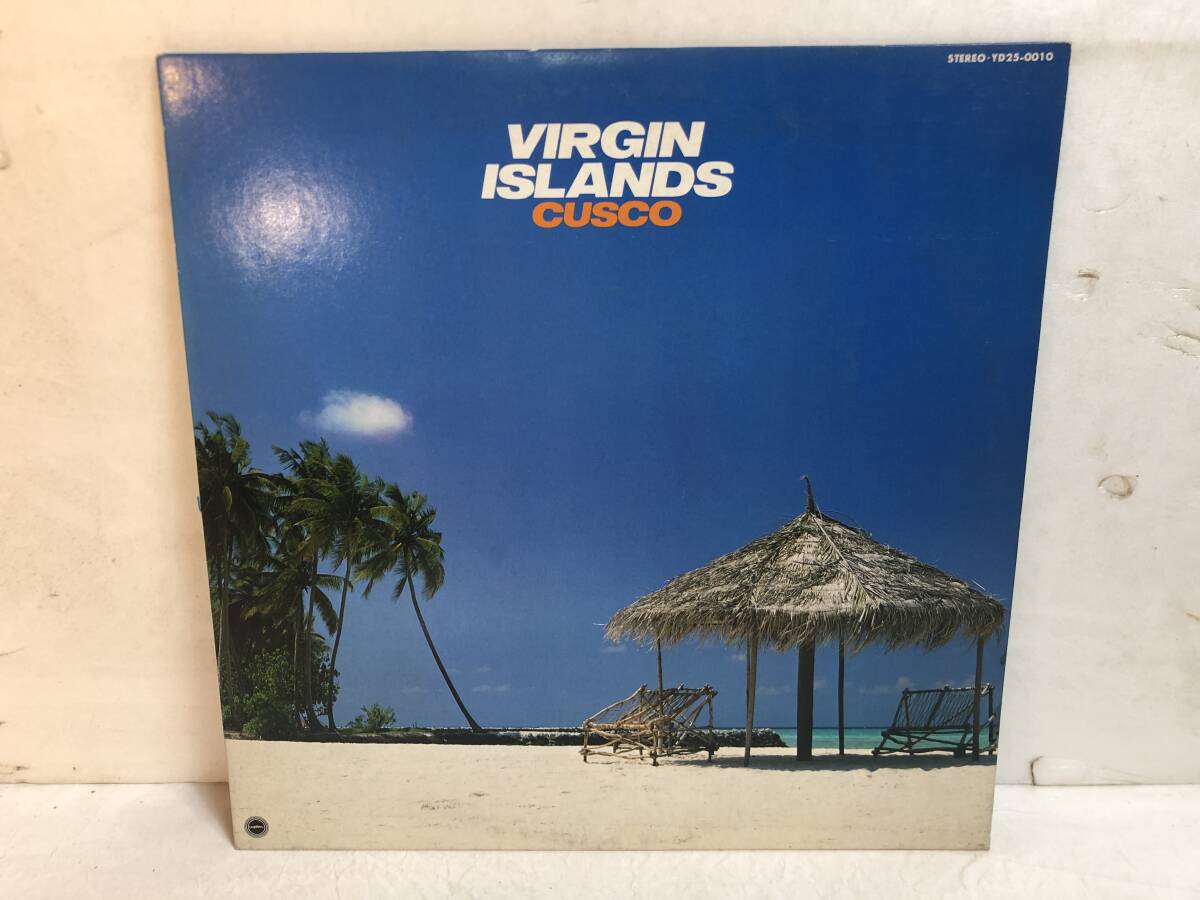 STEREO·YD25-0010
VIRGIN
ISLANDS
CUSCO